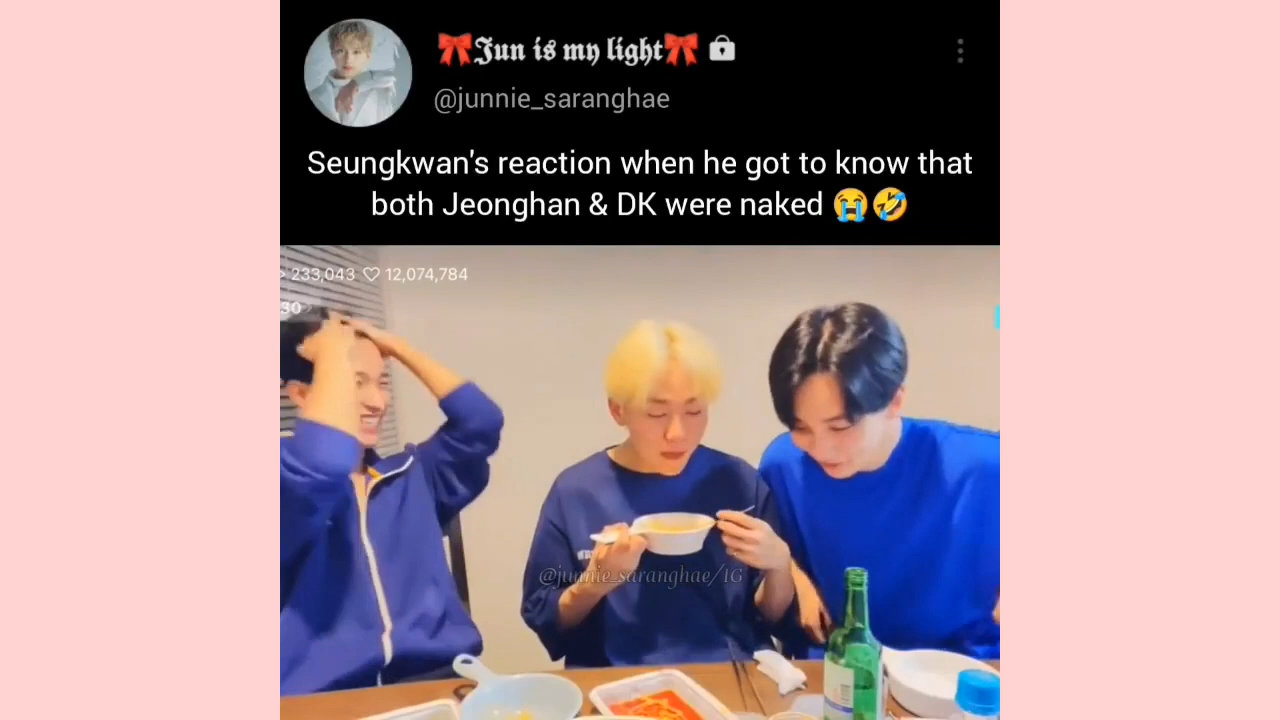 🎀𝕵𝖚𝖓 𝖎𝖘 𝖒𝖞 𝖑𝖎𝖌𝖍𝖙🎀
@junnie_saranghae
Seungkwan's reaction when he got to know that
both Jeonghan & DK were naked 😭🤣
233,043 12,074,784
30
@junnie_saranghae/IG